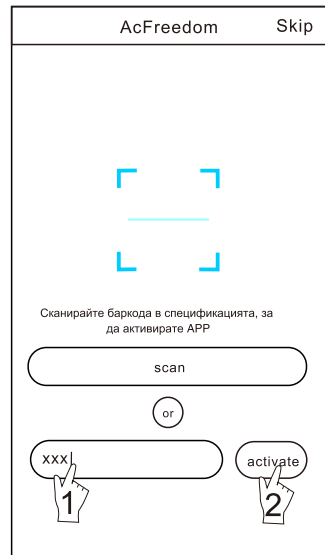 AcFreedom Skip
Сканирайте баркода в спецификацията, за
да активирате APP
scan
or
xxx activate
1 2